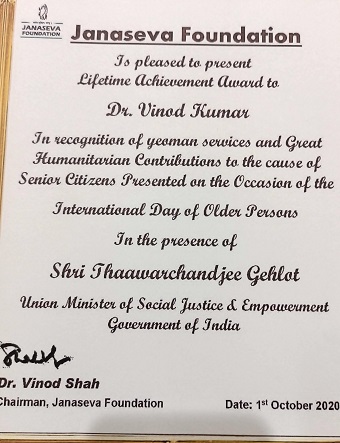 JANASEVA
FOUNDATION
Janaseva Foundation
Is pleased to present
Lifetime Achievement Award to
Dr. Vinod Kumar
In recognition of yeoman services and Great
Humanitarian Contributions to the cause of
Senior Citizens Presented on the Occasion of the
International Day of Older Persons
In the presence of
Shri Thaawarchandjee Gehlot
Union Minister of Social Justice & Empowerment
Government of India
Dr. Vinod Shah
Chairman, Janaseva Foundation
Date: 1st October 2020